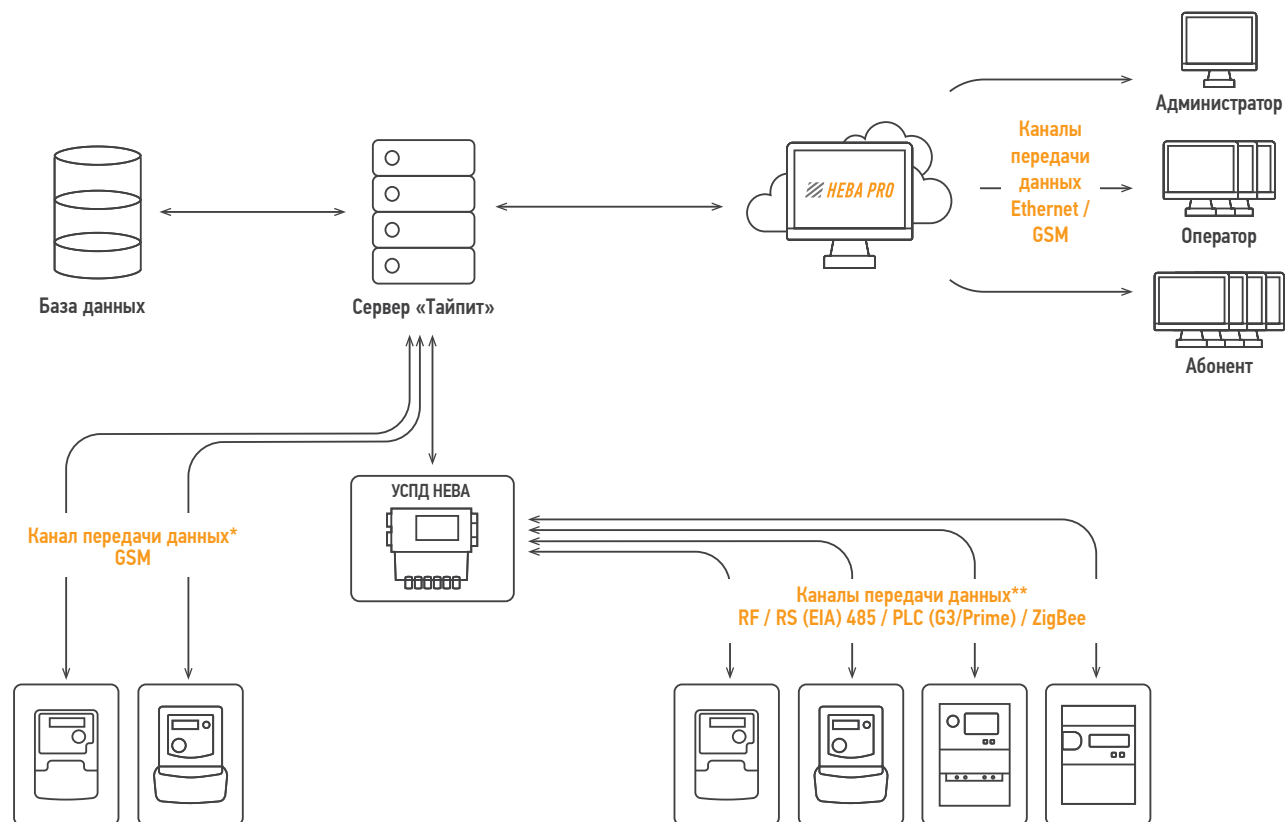 Администратор
Каналы
передачи
данных
Ethernet /
GSM
НЕВА PRO
Оператор
База данных
Сервер «Тайпит»
Абонент
УСПД НЕВА
Канал передачи данных*
GSM
Каналы передачи данных**
RF / RS (EIA) 485 / PLC (G3/Prime) / ZigBee